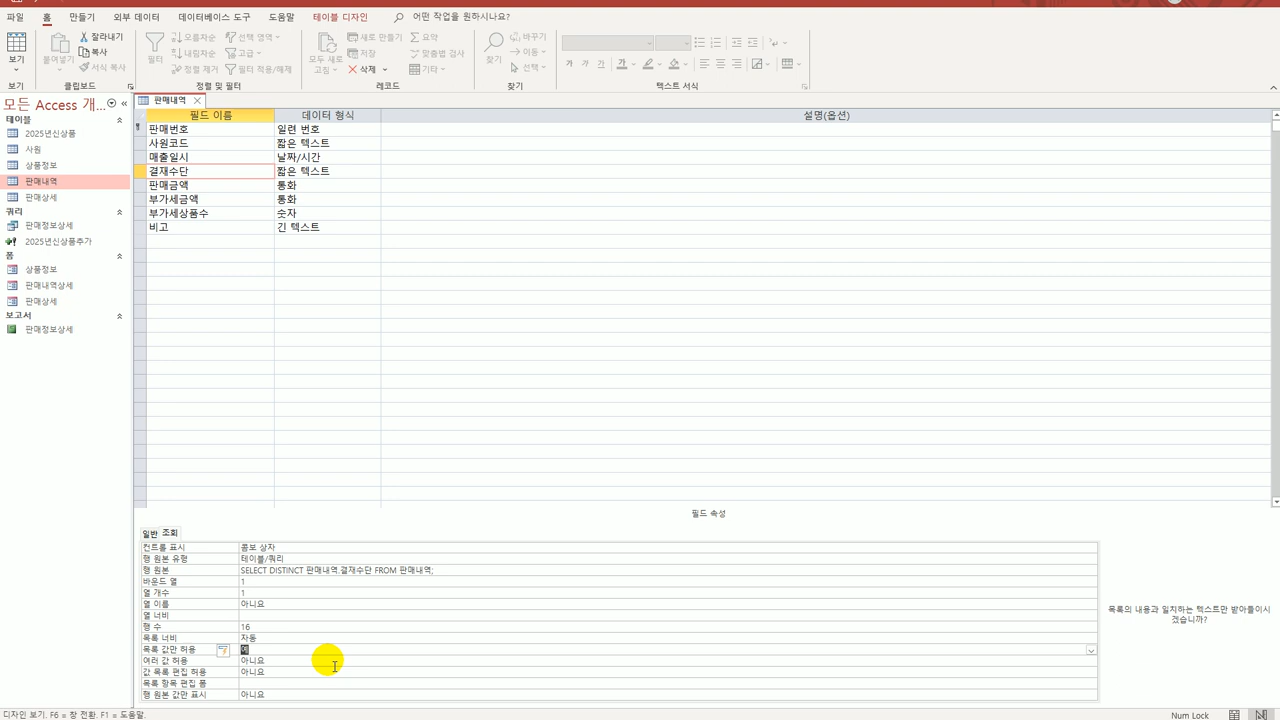 파일 홈 만들기 외부 데이터 데이터베이스 도구 도움말 테이블 디자인 어떤 작업을 원하시나요?
보기
붙여넣기
잘라내기
복사
서식 복사
필터
오름차순
내림차순
정렬 제거
선택 영역
고급
필터 적용/해제
모두 새로 고침
새로 만들기
저장
삭제
요약
맞춤법 검사
기타
찾기
바꾸기
이동
선택
가 가 가 가
보기 클립보드 정렬 및 필터 레코드 찾기 텍스트 서식
모든 Access 개...
테이블
2025년신상품
사원
상품정보
판매내역
판매상세
쿼리
판매정보상세
2025년신상품추가
폼
상품정보
판매내역상세
판매상세
보고서
판매정보상세
판매내역
필드 이름 데이터 형식 설명(옵션)
판매번호 일련 번호
사원코드 짧은 텍스트
매출일시 날짜/시간
결재수단 짧은 텍스트
판매금액 통화
부가세금액 통화
부가세상품수 숫자
비고 긴 텍스트
필드 속성
일반 조회
컨트롤 표시 콤보 상자
행 원본 유형 테이블/쿼리
행 원본 SELECT DISTINCT 판매내역.결재수단 FROM 판매내역;
바운드 열 1
열 개수 1
열 이름 아니요
열 너비
행 수 16
목록 너비 자동
목록 값만 허용 예
여러 값 허용 아니요
값 목록 편집 허용 아니요
목록 항목 편집 폼
행 원본 값만 표시 아니요
목록의 내용과 일치하는 텍스트만 받아들이시
겠습니까?
디자인 보기. F6 = 창 전환. F1 = 도움말. Num Lock